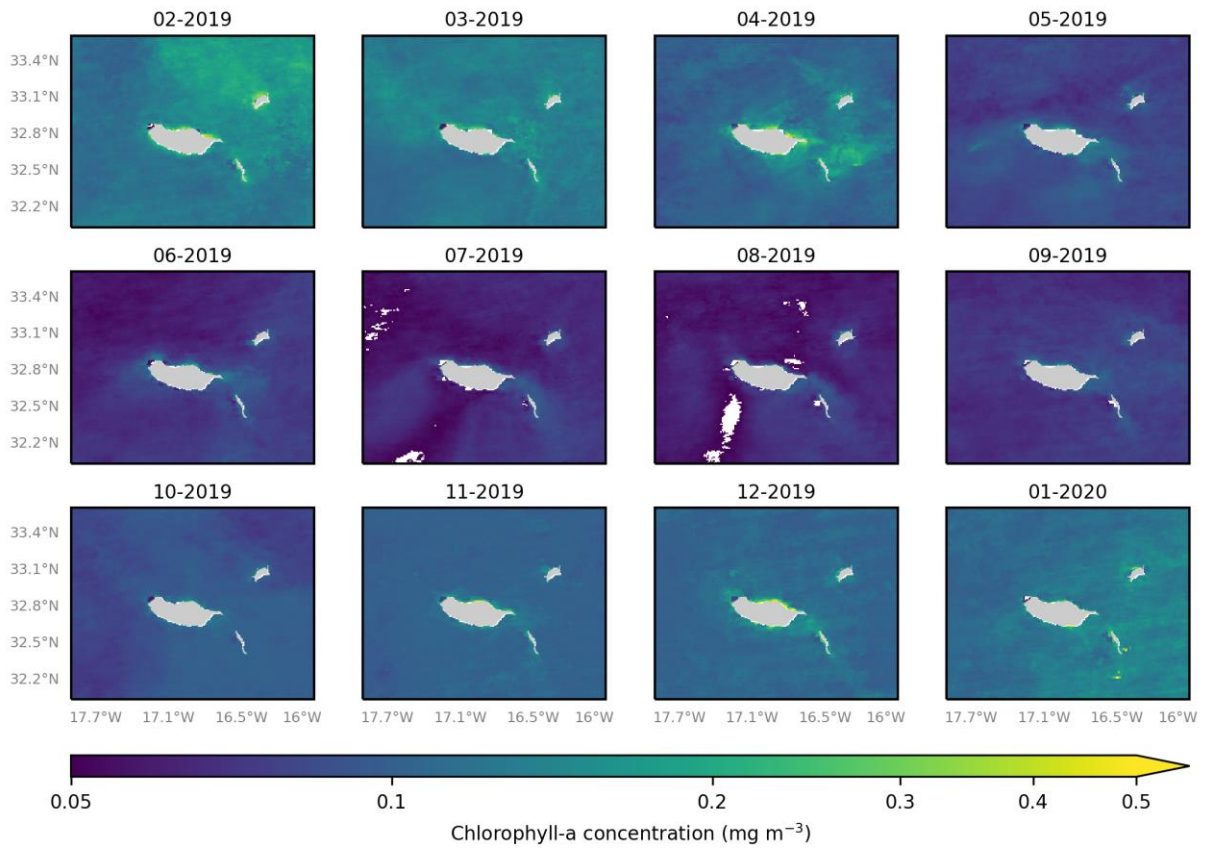 02-2019 03-2019 04-2019 05-2019
33.4°N
33.1°N
32.8°N
32.5°N
32.2°N
06-2019 07-2019 08-2019 09-2019
33.4°N
33.1°N
32.8°N
32.5°N
32.2°N
10-2019 11-2019 12-2019 01-2020
33.4°N
33.1°N
32.8°N
32.5°N
32.2°N
17.7°W 17.1°W 16.5°W 16°W 17.7°W 17.1°W 16.5°W 16°W 17.7°W 17.1°W 16.5°W 16°W 17.7°W 17.1°W 16.5°W 16°W
0.05 0.1 0.2 0.3 0.4 0.5
Chlorophyll-a concentration (mg m⁻³)